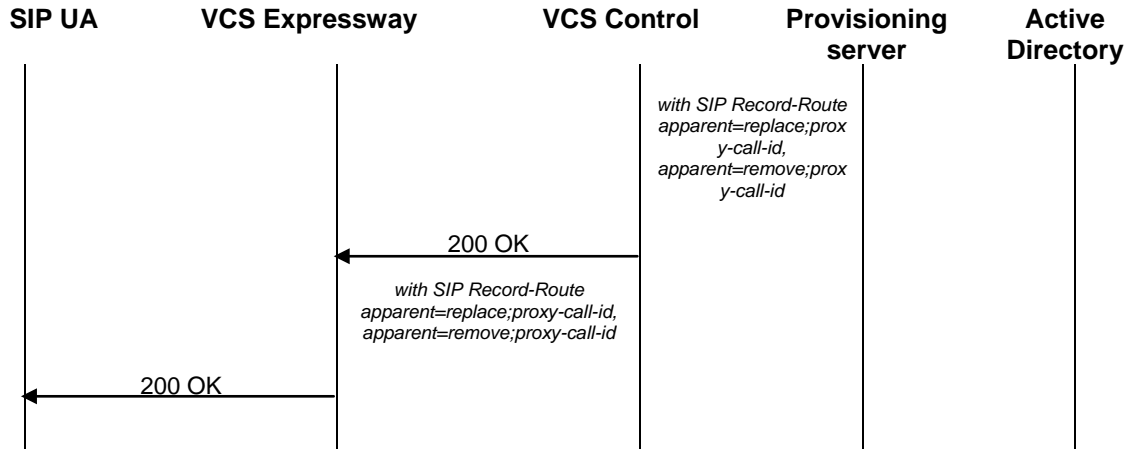 SIP UA VCS Expressway VCS Control Provisioning Active
server Directory
with SIP Record-Route
apparent=replace;prox
y-call-id,
apparent=remove;prox
y-call-id
200 OK
with SIP Record-Route
apparent=replace;proxy-call-id,
apparent=remove;proxy-call-id
200 OK